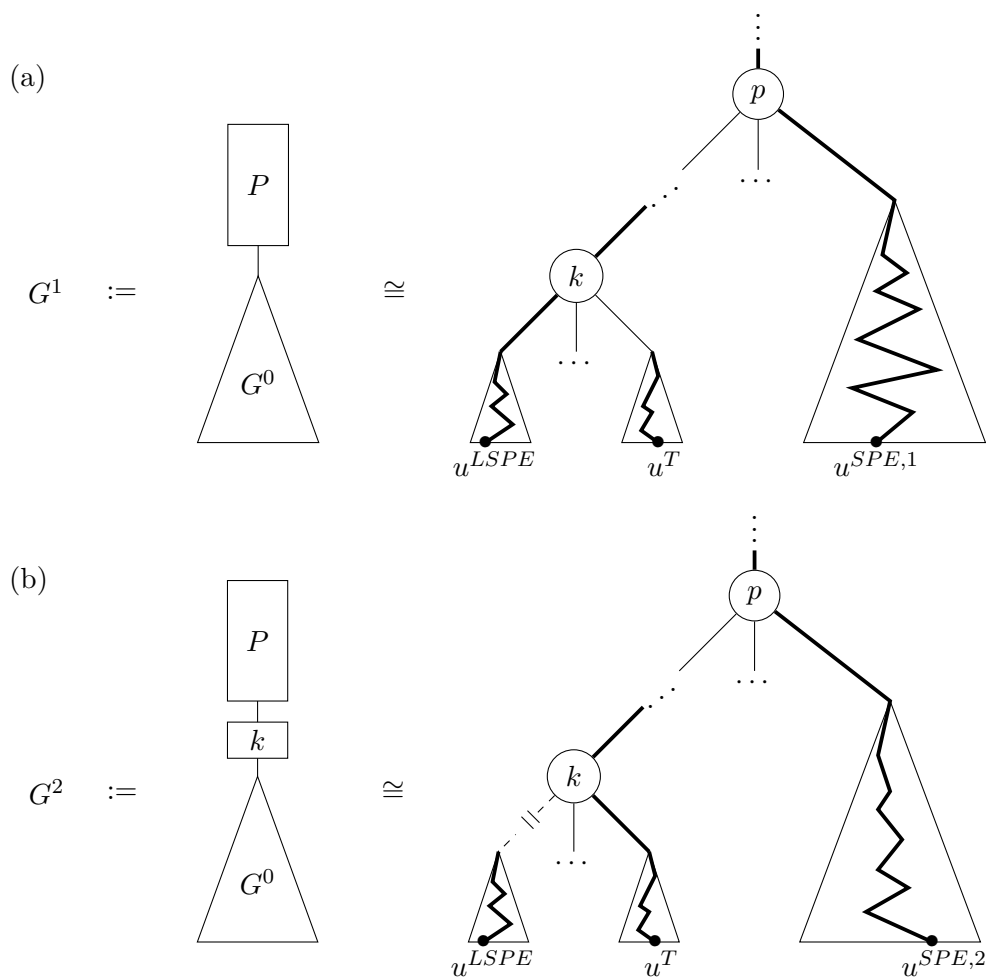 (a)
P
G^0
G^1 := ≅
p
...
k
...
u^{LSPE} u^T u^{SPE,1}
(b)
P
k
G^0
G^2 := ≅
p
...
k
...
u^{LSPE} u^T u^{SPE,2}